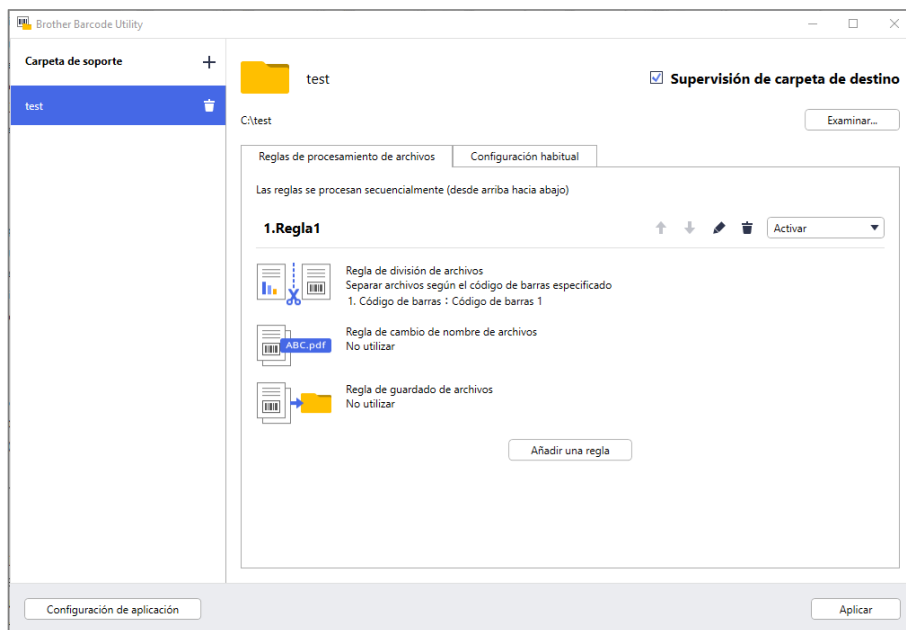 Brother Barcode Utility
Carpeta de soporte
test
test
Supervisión de carpeta de destino
C:\test
Examinar...
Reglas de procesamiento de archivos
Configuración habitual
Las reglas se procesan secuencialmente (desde arriba hacia abajo)
1.Regla1
Activar
Regla de división de archivos
Separar archivos según el código de barras especificado
1. Código de barras : Código de barras 1
ABC.pdf
Regla de cambio de nombre de archivos
No utilizar
Regla de guardado de archivos
No utilizar
Añadir una regla
Configuración de aplicación
Aplicar